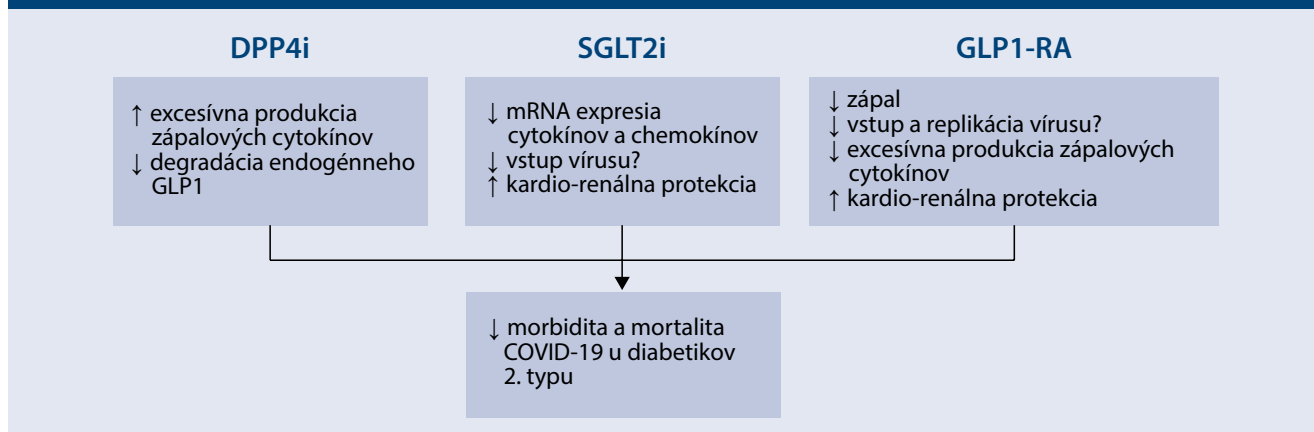 DPP4i
↑ excesívna produkcia
zápalových cytokínov
↓ degradácia endogénneho
GLP1
SGLT2i
↓ mRNA expresia
cytokínov a chemokínov
↓ vstup vírusu?
↑ kardio-renálna protekcia
GLP1-RA
↓ zápal
↓ vstup a replikácia vírusu?
↓ excesívna produkcia zápalových
cytokínov
↑ kardio-renálna protekcia
↓ morbidita a mortalita
COVID-19 u diabetikov
2. typu